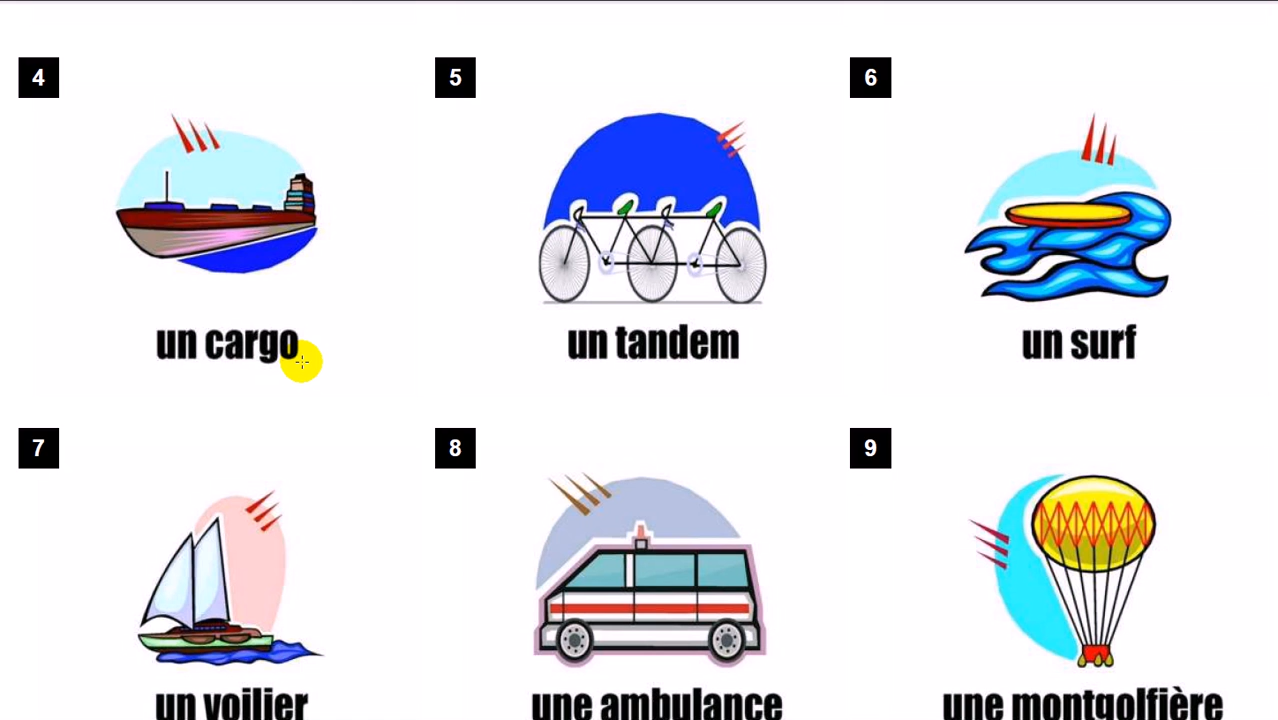 4
5
6
un cargo
un tandem
un surf
7
8
9
un voilier
une ambulance
une montgolfière